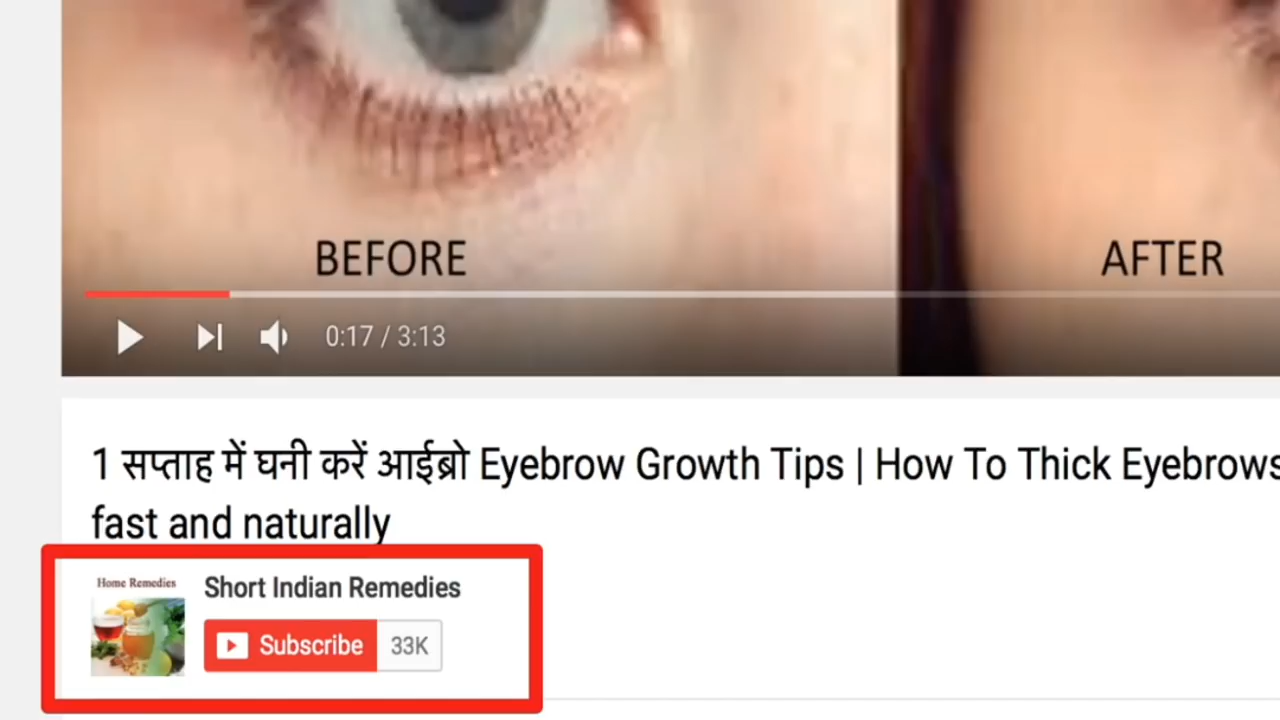 BEFORE
AFTER
0:17 / 3:13
1 सप्ताह में घनी करें आईब्रो Eyebrow Growth Tips | How To Thick Eyebrows
fast and naturally
Home Remedies
Short Indian Remedies
Subscribe 33K